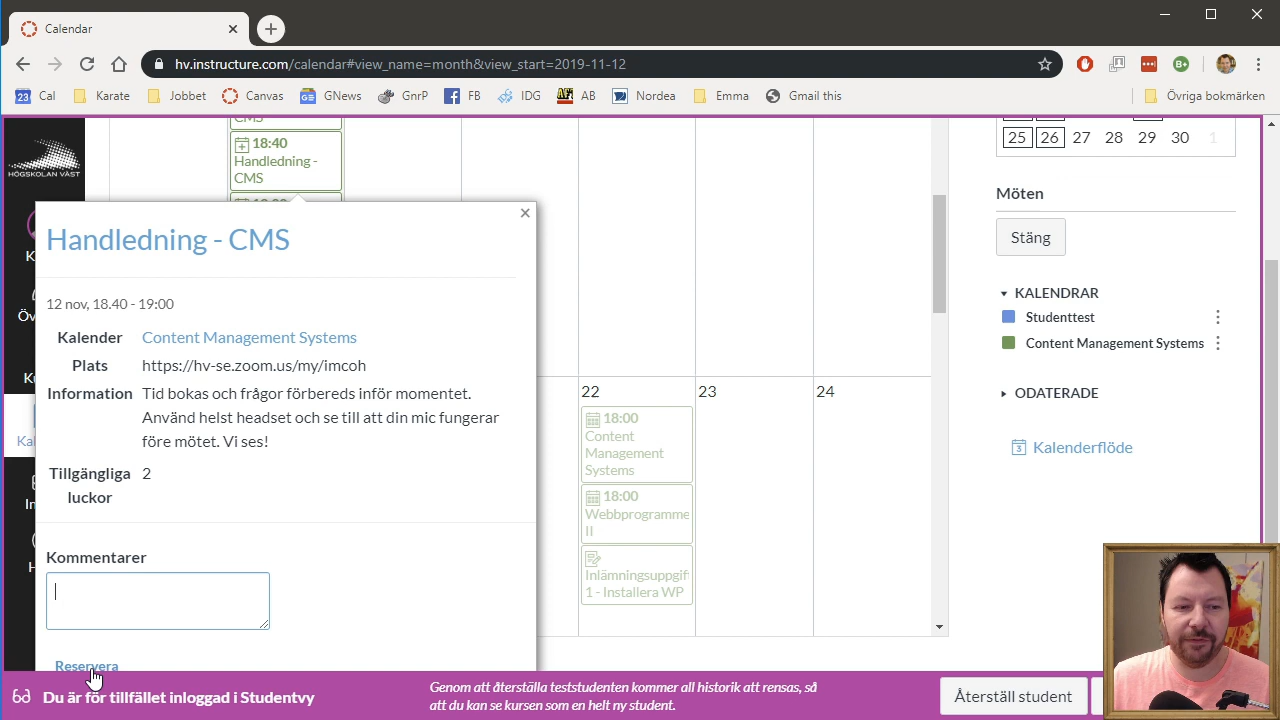 Calendar
hv.instructure.com/calendar#view_name=month&view_start=2019-11-12
23 Cal Karate Jobbet Canvas GNews GnrP FB IDG AB Nordea Emma Gmail this Övriga bokmärken
HÖGSKOLAN VÄST
CMS
18:40
Handledning -
CMS
Handledning - CMS
12 nov, 18.40 - 19:00
Kalender Content Management Systems
Plats https://hv-se.zoom.us/my/imcoh
Information Tid bokas och frågor förbereds inför momentet.
Använd helst headset och se till att din mic fungerar
före mötet. Vi ses!
Tillgängliga 2
luckor
Kommentarer
Reservera
22 23 24
18:00
Content
Management
Systems
18:00
Webbprogramme
II
Inlämningsuppgif
1 - Installera WP
25 26 27 28 29 30 1
Möten
Stäng
KALENDRAR
Studenttest
Content Management Systems
ODATERADE
Kalenderflöde
Du är för tillfället inloggad i Studentvy
Genom att återställa teststudenten kommer all historik att rensas, så
att du kan se kursen som en helt ny student.
Återställ student